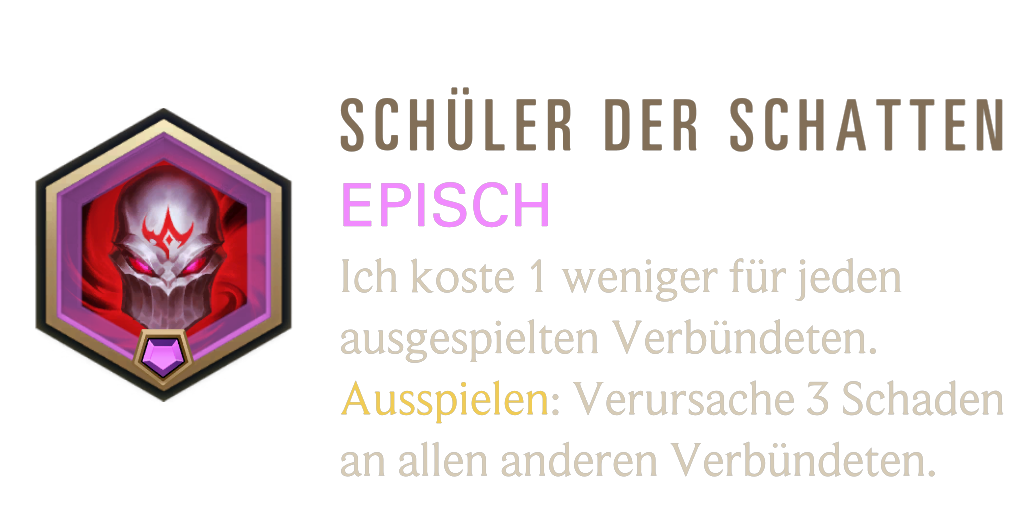 SCHÜLER DER SCHATTEN
EPISCH
Ich koste 1 weniger für jeden
ausgespielten Verbündeten.
Ausspielen: Verursache 3 Schaden
an allen anderen Verbündeten.